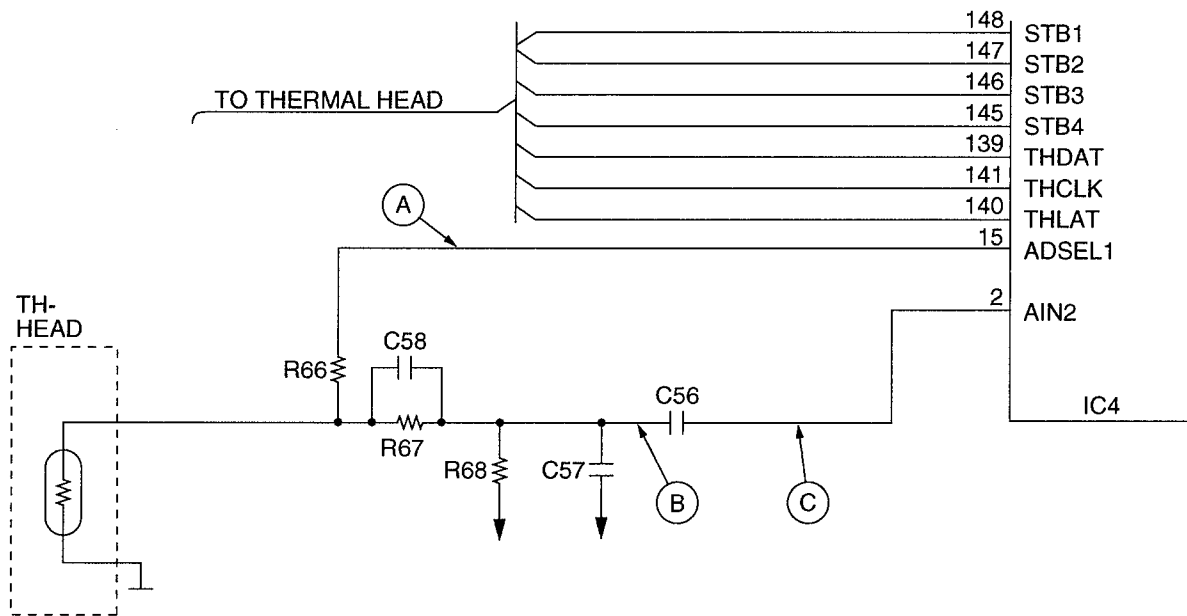 148
STB1
147
STB2
146
STB3
TO THERMAL HEAD
145
STB4
139
THDAT
141
THCLK
A
140
THLAT
15
ADSEL1
TH-
HEAD
2
AIN2
C58
R66
C56
IC4
R67
R68
C57
B
C